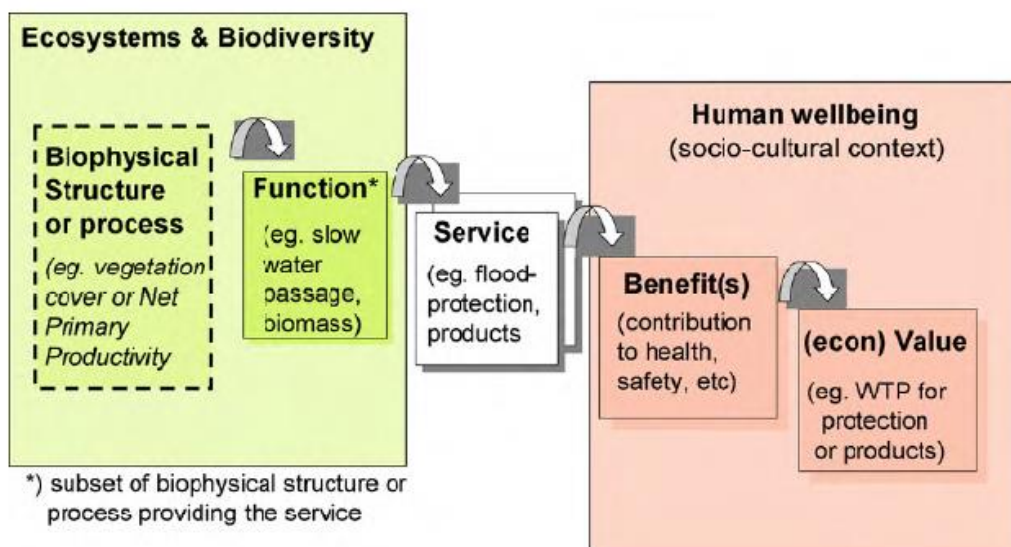 Ecosystems & Biodiversity
Biophysical
Structure
or process
(eg. vegetation
cover or Net
Primary
Productivity
Function*
(eg. slow
water
passage,
biomass)
Service
(eg. flood-
protection,
products
Human wellbeing
(socio-cultural context)
Benefit(s)
(contribution
to health,
safety, etc)
(econ) Value
(eg. WTP for
protection
or products)
*) subset of biophysical structure or
process providing the service